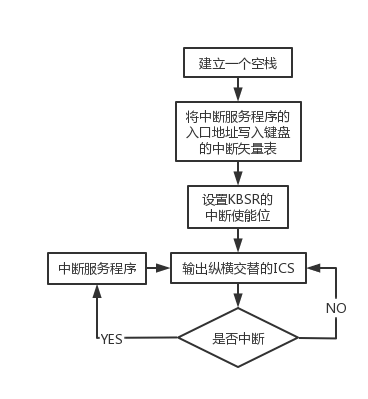 建立一个空栈
将中断服务程序的
入口地址写入键盘
的中断矢量表
设置KBSR的
中断使能位
中断服务程序
输出纵横交替的ICS
NO
是否中断
YES